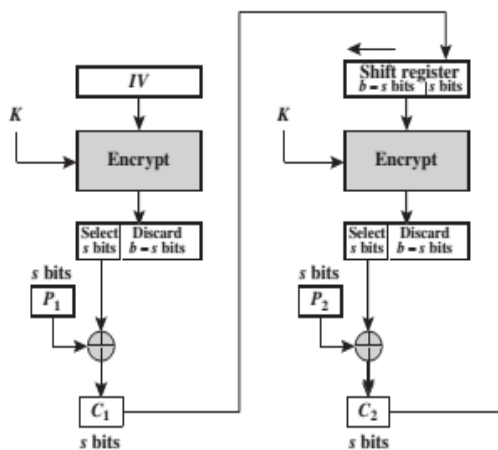 IV
K
Encrypt
Select
s bits
Discard
b – s bits
s bits
P1
C1
s bits
Shift register
b – s bits
s bits
K
Encrypt
Select
s bits
Discard
b – s bits
s bits
P2
C2
s bits